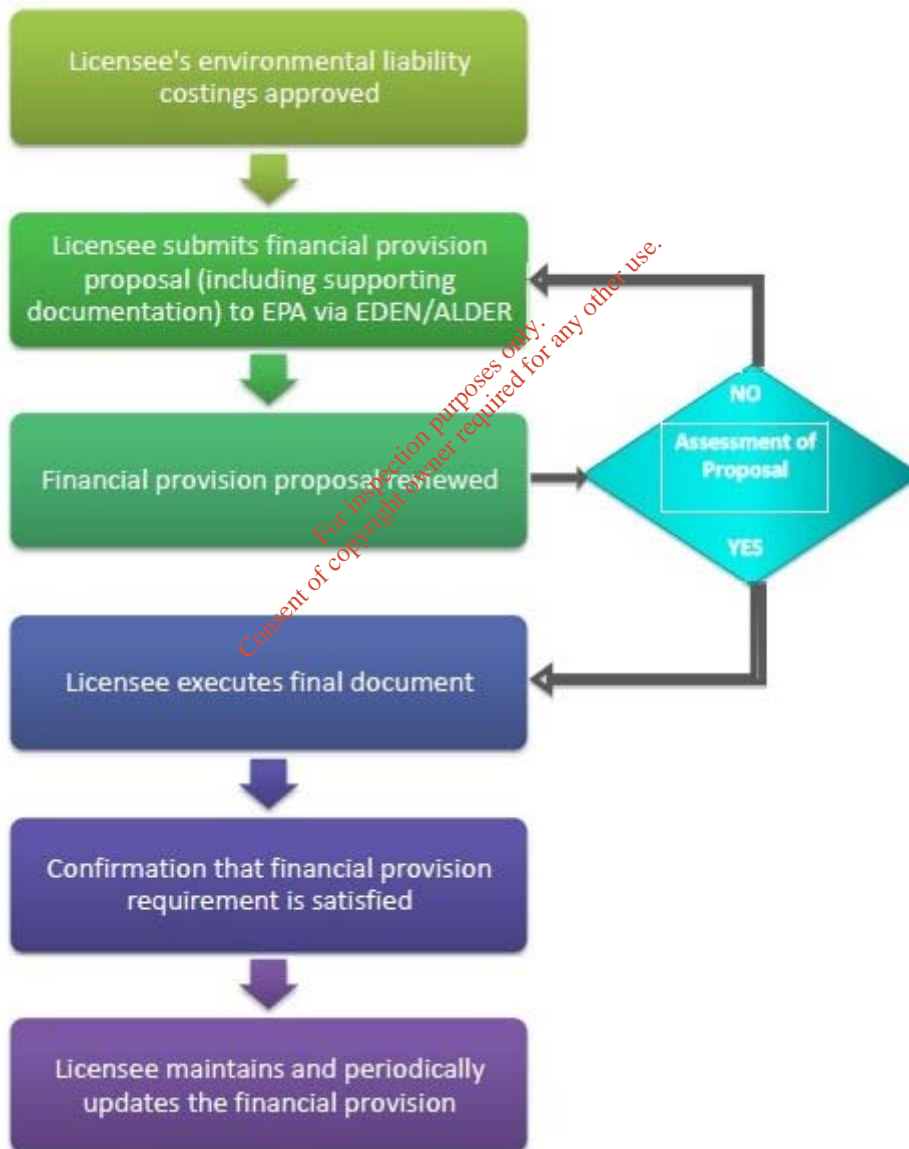 Licensee's environmental liability
costings approved
Licensee submits financial provision
proposal (including supporting
documentation) to EPA via EDEN/ALDER
Financial provision proposal reviewed
NO
Assessment of
Proposal
YES
Licensee executes final document
Confirmation that financial provision
requirement is satisfied
Licensee maintains and periodically
updates the financial provision
For inspection purposes only.
Consent of copyright owner required for any other use.